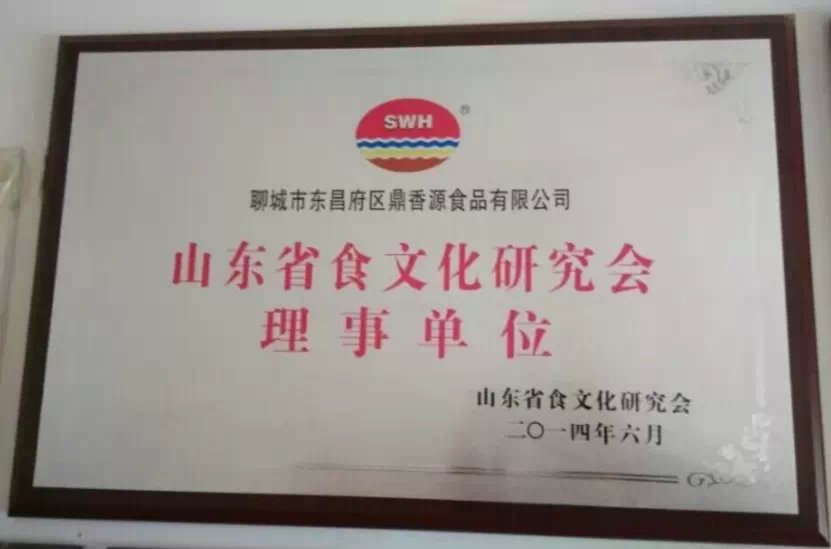 SWH ®
聊城市东昌府区鼎香源食品有限公司
山东省食文化研究会
理事单位
山东省食文化研究会
二〇一四年六月